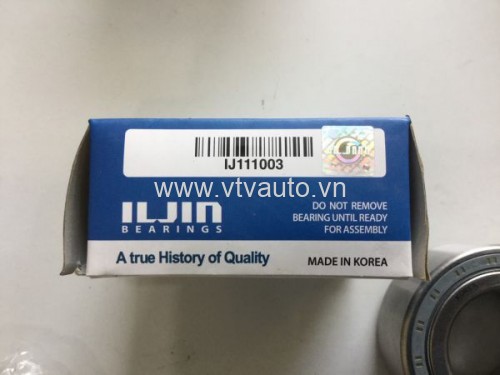 IJ111003
www.vtvauto.vn
ILJIN
BEARINGS
DO NOT REMOVE
BEARING UNTIL READY
FOR ASSEMBLY
A true History of Quality
MADE IN KOREA